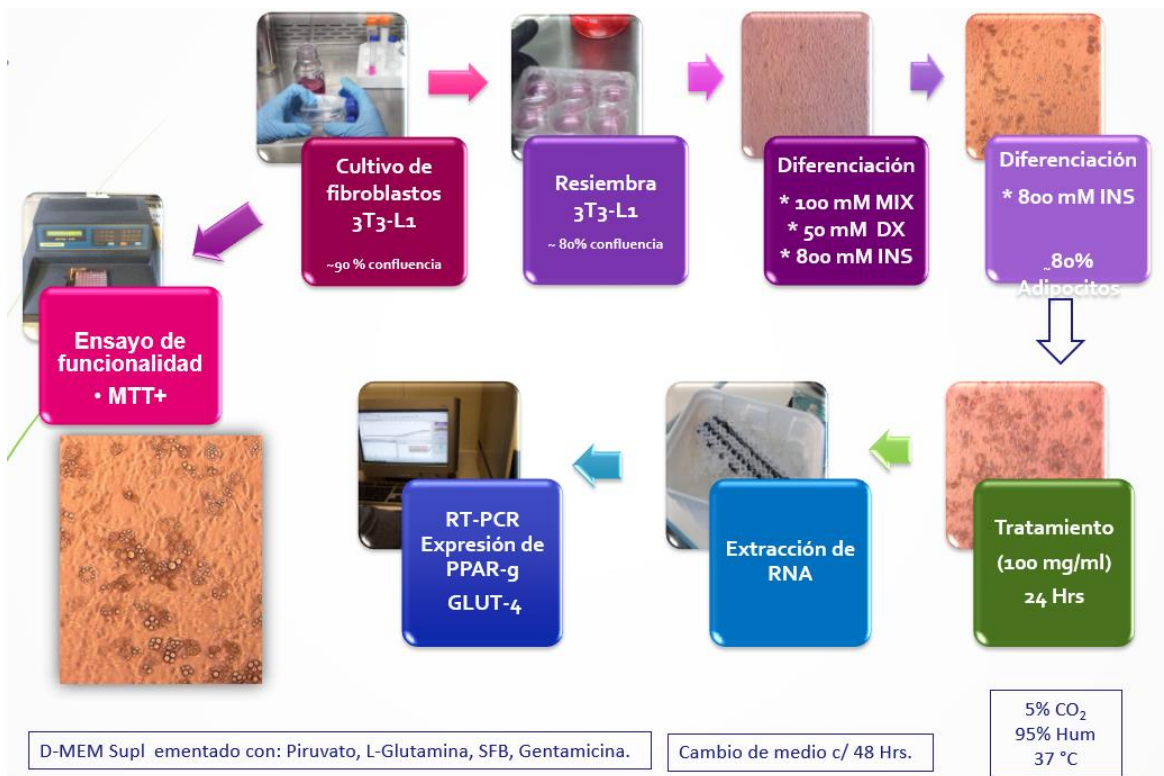 Cultivo de
fibroblastos
3T3-L1
~90 % confluencia
Resiembra
3T3-L1
~ 80% confluencia
Diferenciación
* 100 mM MIX
* 50 mM DX
* 800 mM INS
Diferenciación
* 800 mM INS
~80%
Adipocitos
Ensayo de
funcionalidad
• MTT+
RT-PCR
Expresión de
PPAR-g
GLUT-4
Extracción de
RNA
Tratamiento
(100 mg/ml)
24 Hrs
D-MEM Supl ementado con: Piruvato, L-Glutamina, SFB, Gentamicina.
Cambio de medio c/ 48 Hrs.
5% CO₂
95% Hum
37 °C